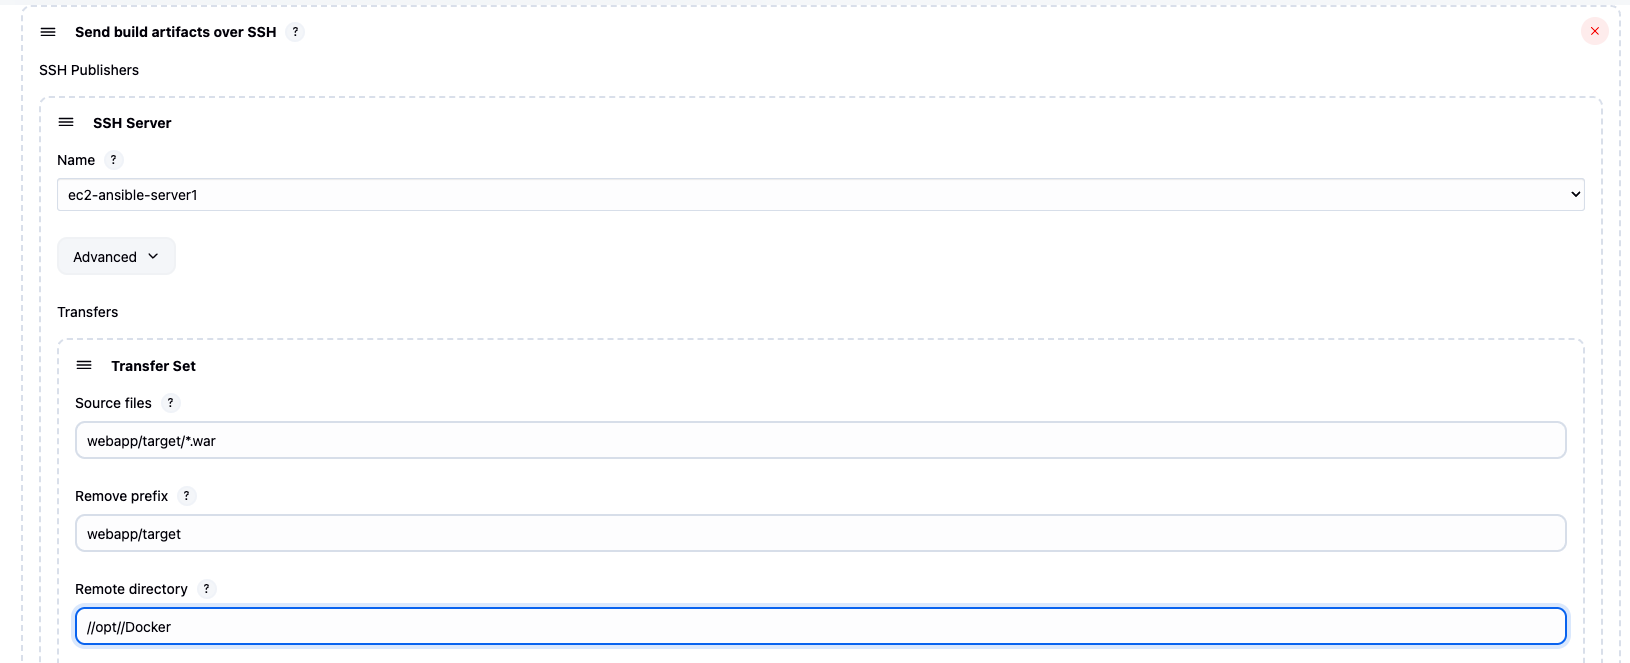 Send build artifacts over SSH ?
SSH Publishers
SSH Server
Name ?
ec2-ansible-server1
Advanced
Transfers
Transfer Set
Source files ?
webapp/target/*.war
Remove prefix ?
webapp/target
Remote directory ?
//opt//Docker